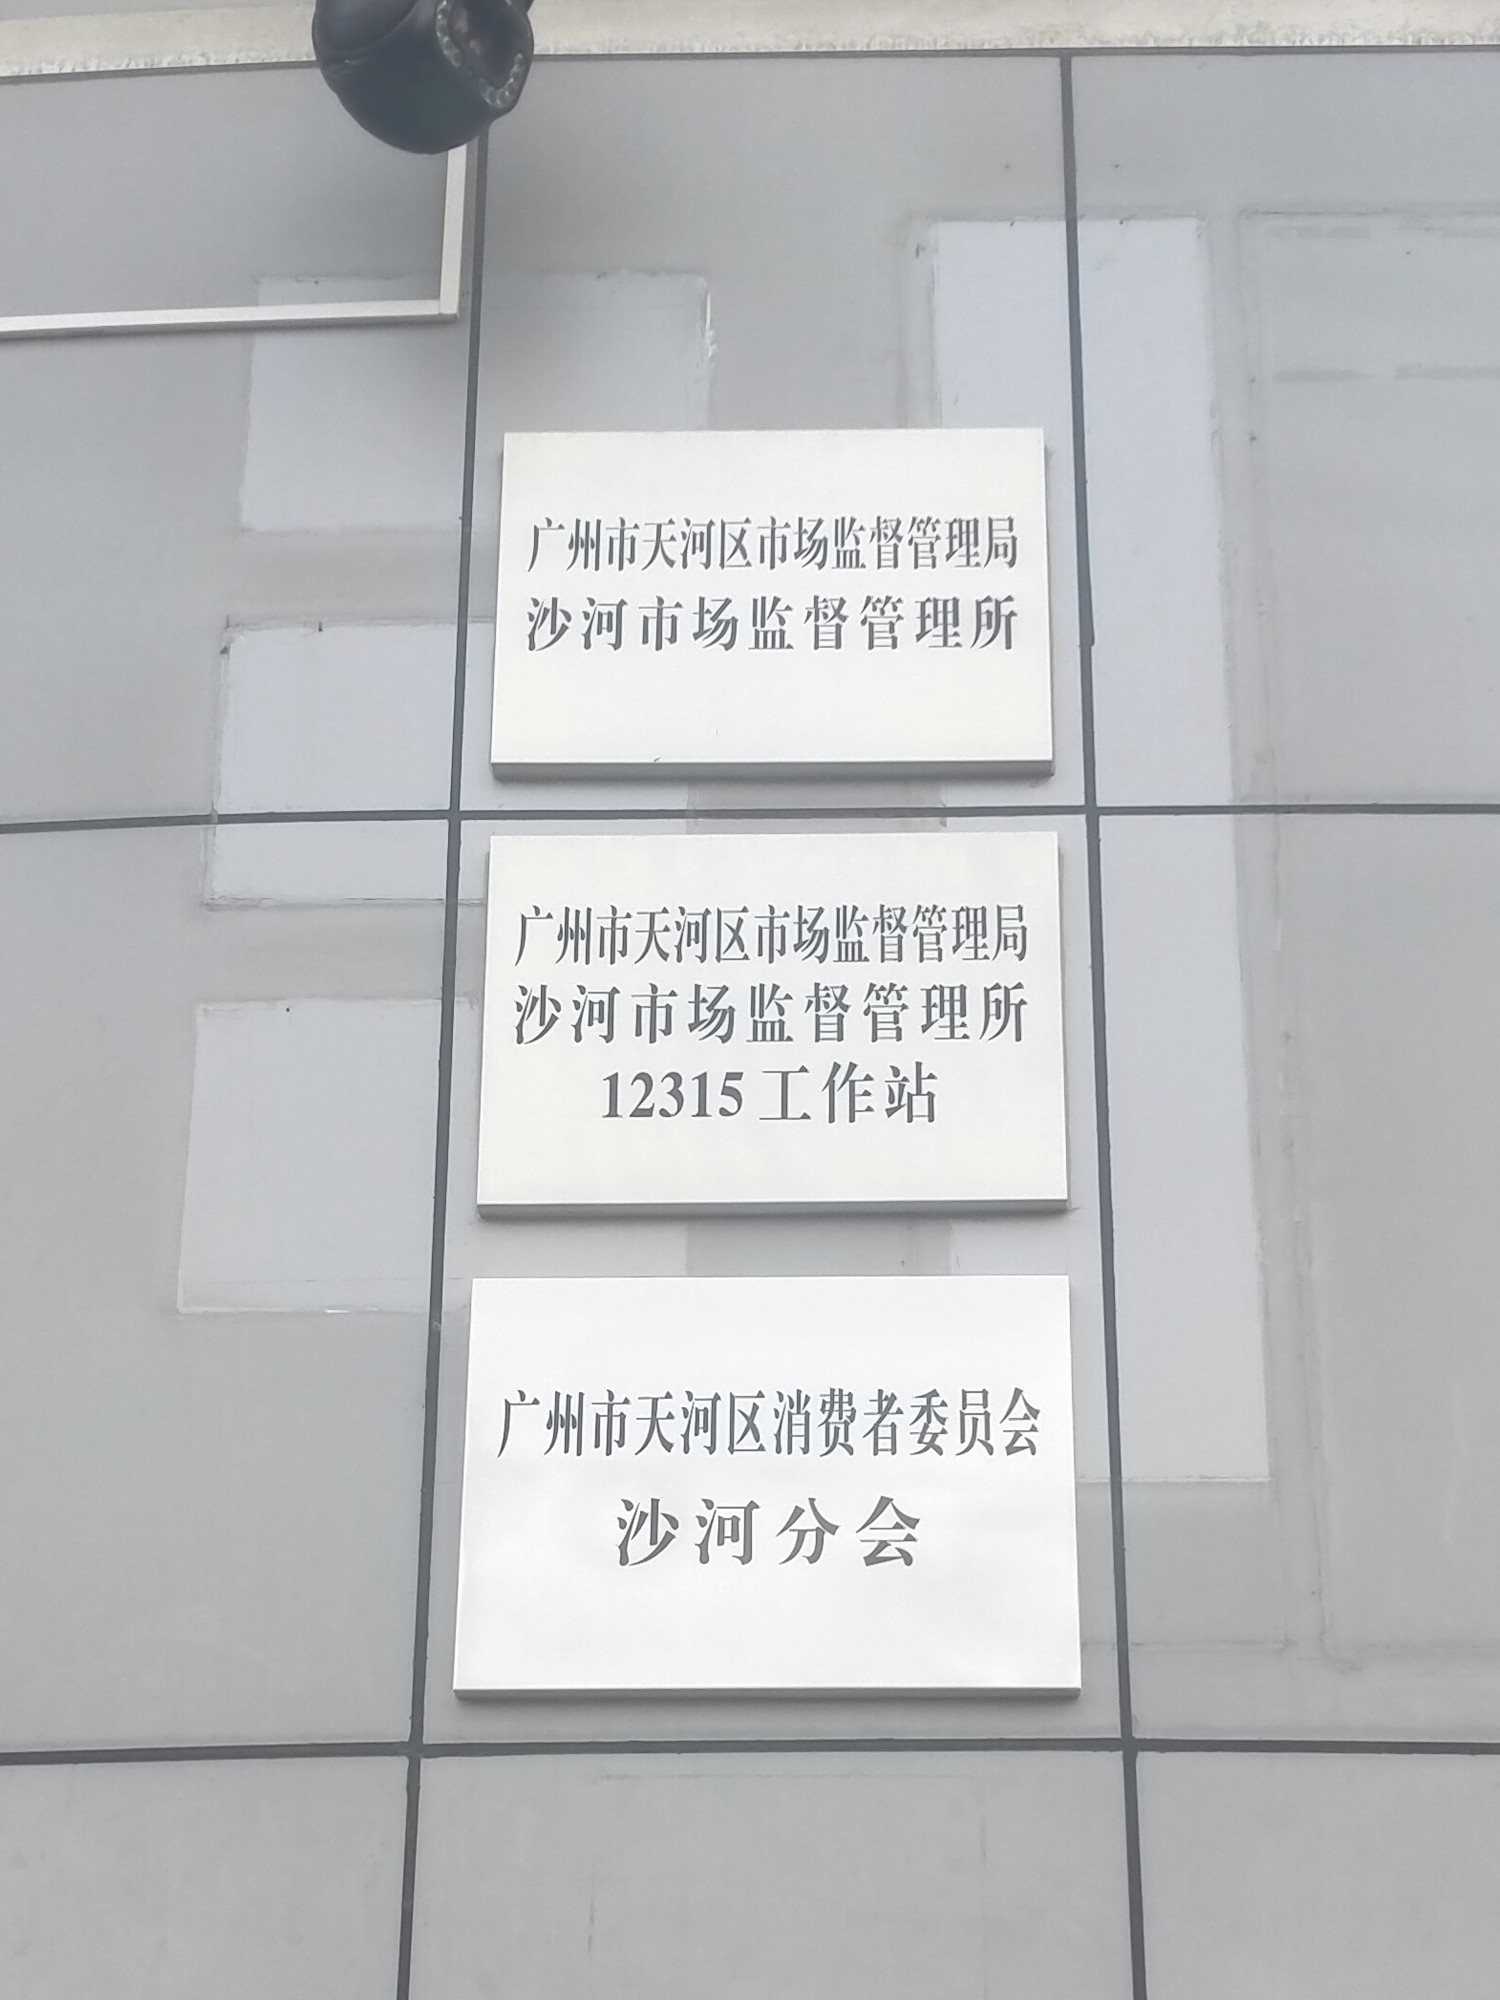 广州市天河区市场监督管理局
沙河市场监督管理所
广州市天河区市场监督管理局
沙河市场监督管理所
12315工作站
广州市天河区消费者委员会
沙河分会